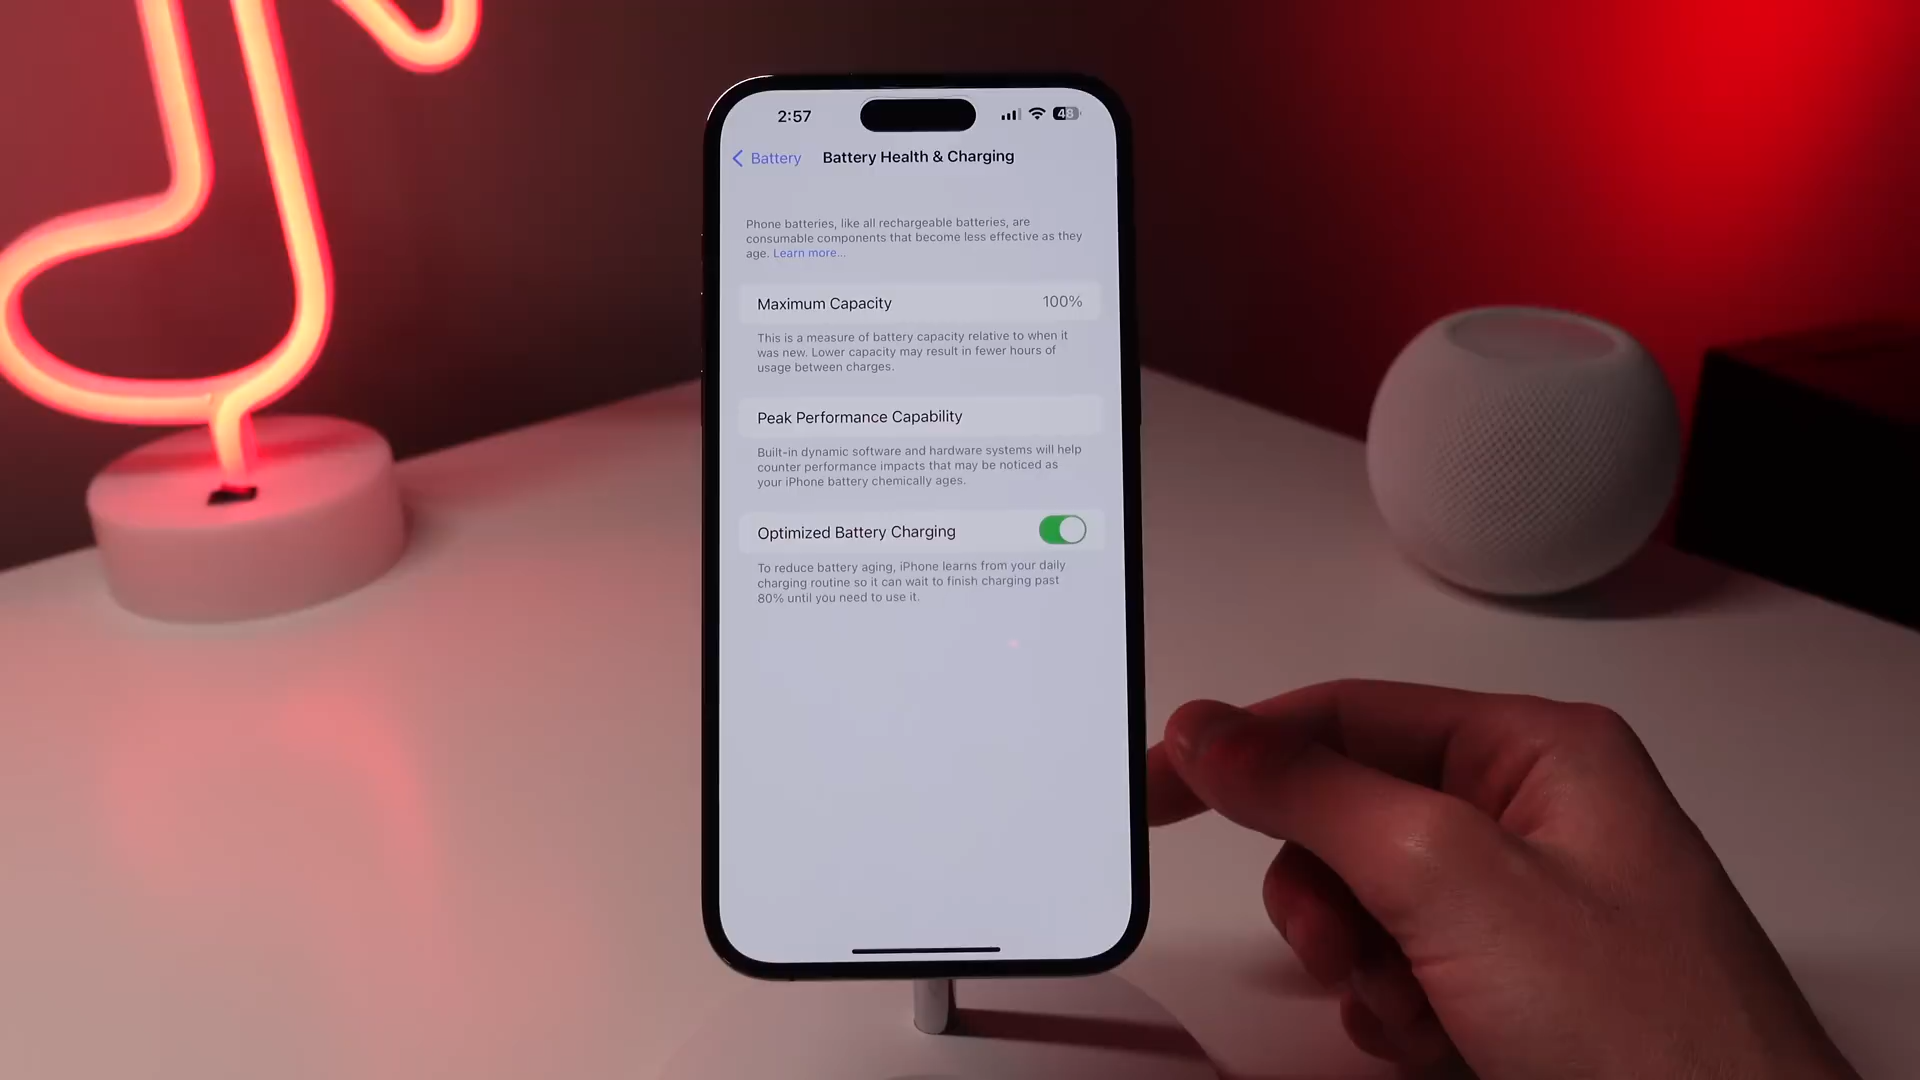 2:57
48
Battery
Battery Health & Charging
Phone batteries, like all rechargeable batteries, are
consumable components that become less effective as they
age. Learn more...
Maximum Capacity 100%
This is a measure of battery capacity relative to when it
was new. Lower capacity may result in fewer hours of
usage between charges.
Peak Performance Capability
Built-in dynamic software and hardware systems will help
counter performance impacts that may be noticed as
your iPhone battery chemically ages.
Optimized Battery Charging
To reduce battery aging, iPhone learns from your daily
charging routine so it can wait to finish charging past
80% until you need to use it.